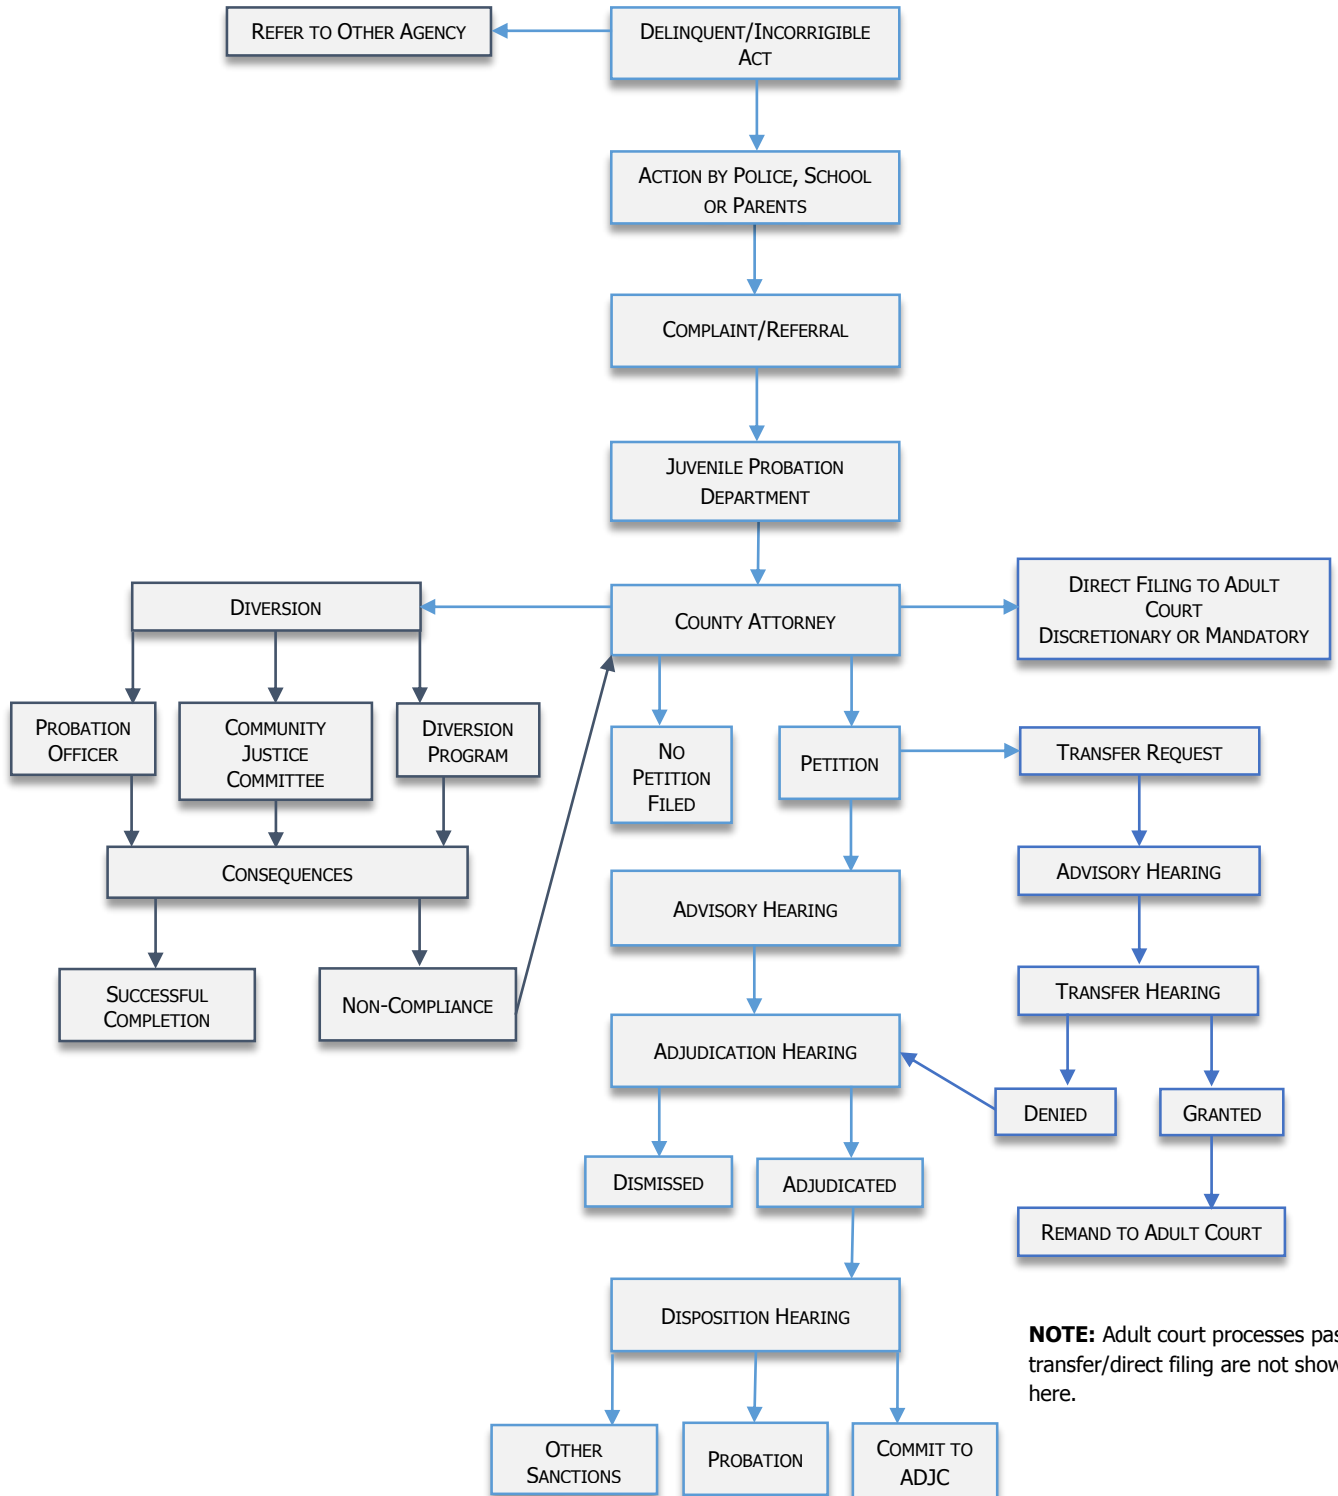 REFER TO OTHER AGENCY
DELINQUENT/INCORRIGIBLE
ACT
ACTION BY POLICE, SCHOOL
OR PARENTS
COMPLAINT/REFERRAL
JUVENILE PROBATION
DEPARTMENT
DIVERSION
COUNTY ATTORNEY
DIRECT FILING TO ADULT
COURT
DISCRETIONARY OR MANDATORY
PROBATION
OFFICER
COMMUNITY
JUSTICE
COMMITTEE
DIVERSION
PROGRAM
NO
PETITION
FILED
PETITION
TRANSFER REQUEST
CONSEQUENCES
ADVISORY HEARING
ADVISORY HEARING
SUCCESSFUL
COMPLETION
NON-COMPLIANCE
TRANSFER HEARING
ADJUDICATION HEARING
DENIED
GRANTED
DISMISSED
ADJUDICATED
REMAND TO ADULT COURT
DISPOSITION HEARING
NOTE: Adult court processes pas
transfer/direct filing are not show
here.
OTHER
SANCTIONS
PROBATION
COMMIT TO
ADJC